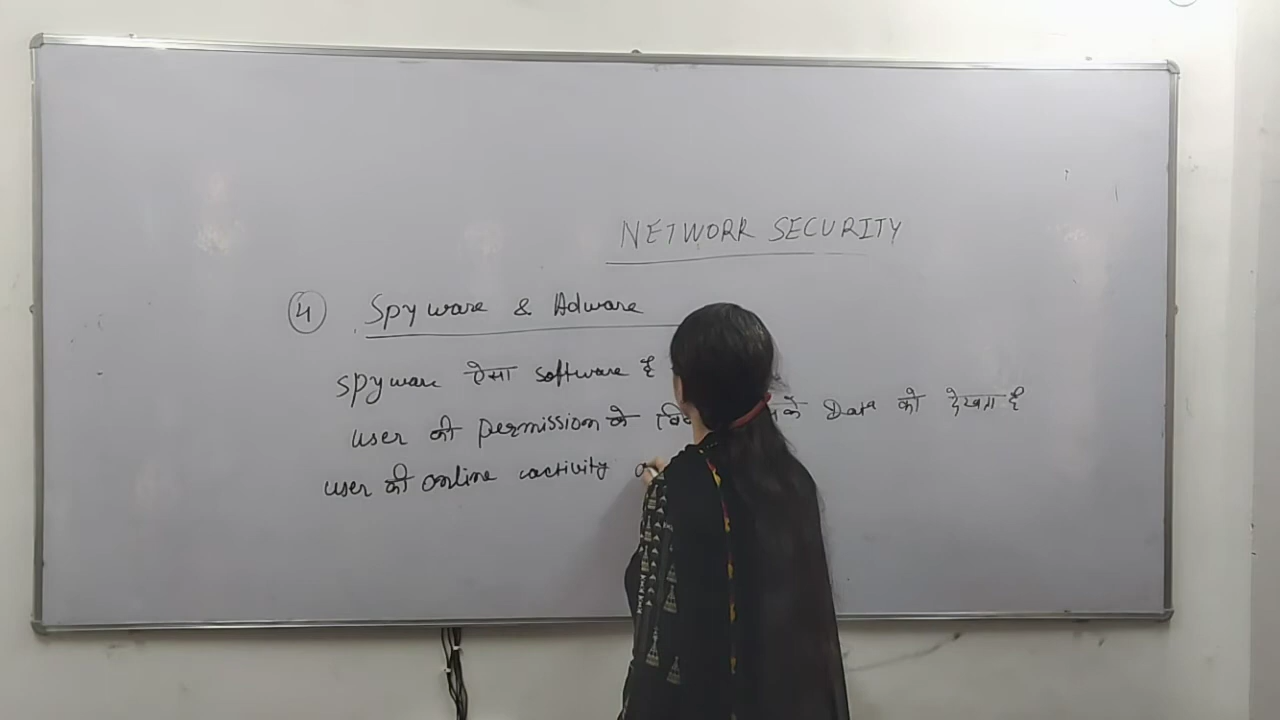 NETWORK SECURITY
4 Spyware & Adware
Spyware ऐसा software है
user की permission के Data को देखता है
user की online activity